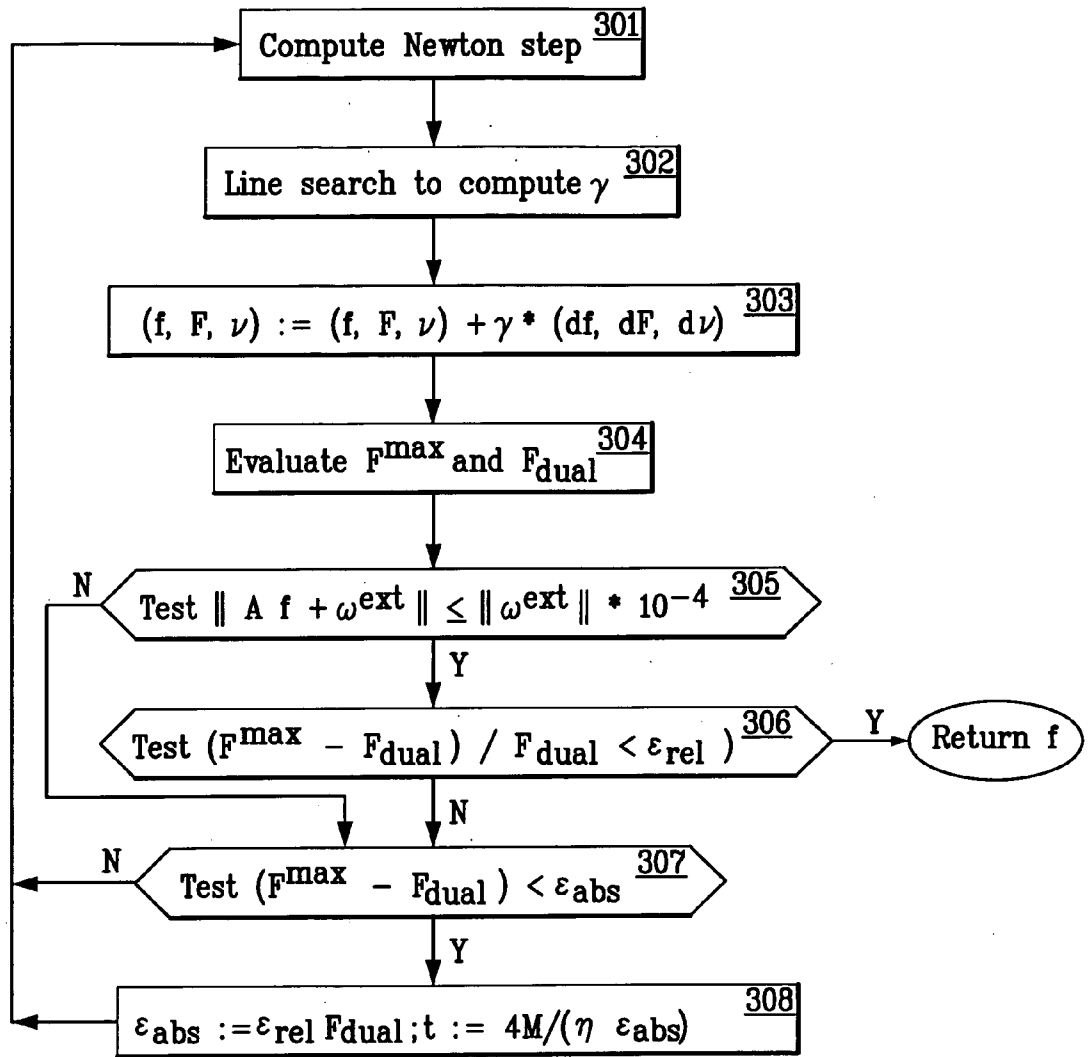 Compute Newton step 301
Line search to compute γ 302
(f, F, ν) := (f, F, ν) + γ * (df, dF, dν) 303
Evaluate F^max and F_dual 304
N
Test ‖ A f + ω^ext ‖ ≤ ‖ ω^ext ‖ * 10^−4 305
Y
Test (F^max − F_dual) / F_dual < ε_rel ) 306
Y
Return f
N
N
Test (F^max − F_dual ) < ε_abs 307
Y
ε_abs := ε_rel F_dual ; t := 4M/(η ε_abs) 308